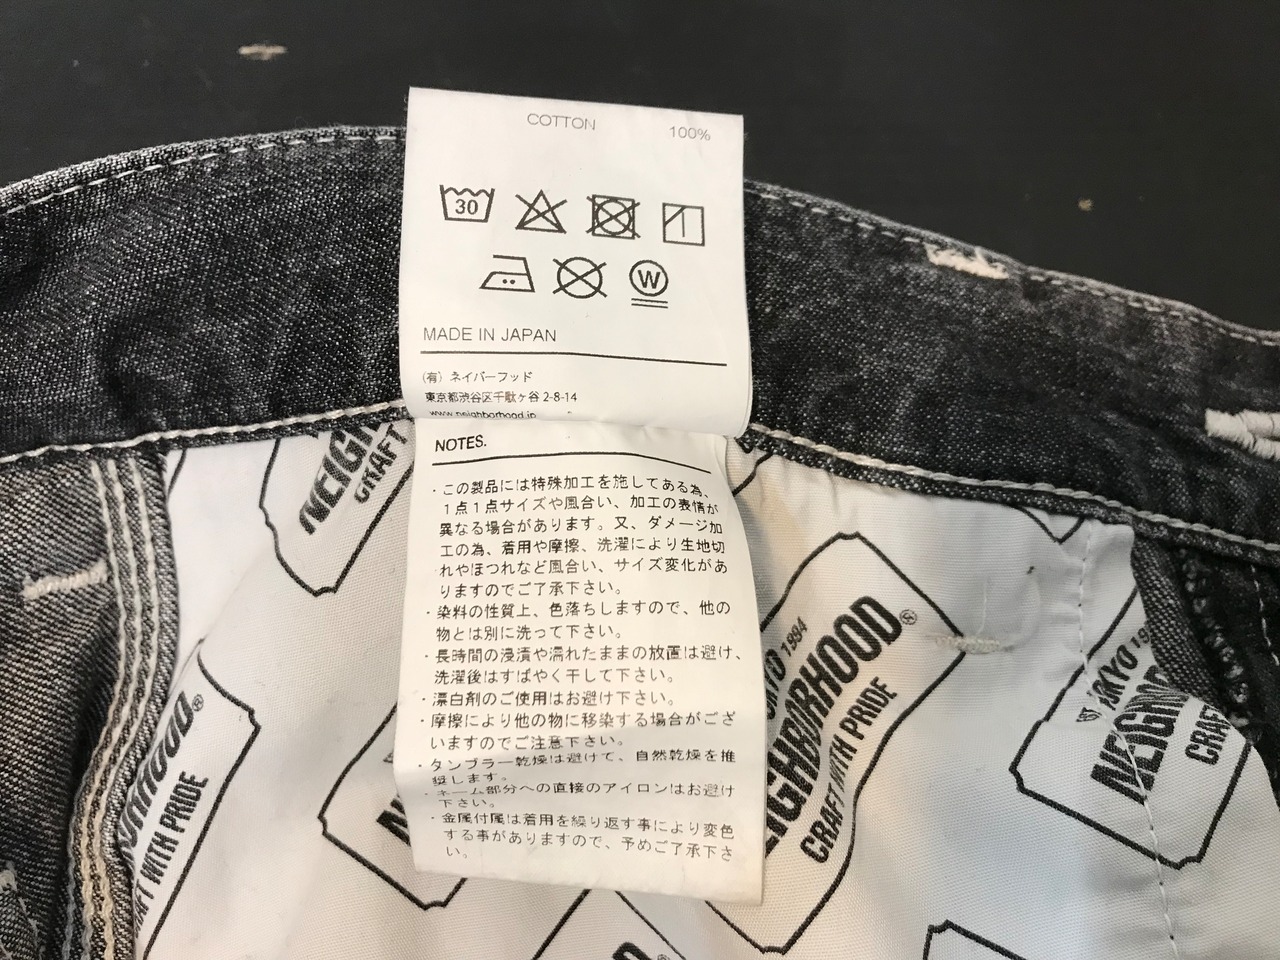 COTTON 100%
30
W
MADE IN JAPAN
(有) ネイバーフッド
東京都渋谷区千駄ヶ谷 2-8-14
www.neighborhood.jp
NOTES.
・この製品には特殊加工を施してある為、
1点1点サイズや風合い、加工の表情が
異なる場合があります。又、ダメージ加
工の為、着用や摩擦、洗濯により生地切
れやほつれなど風合い、サイズ変化があ
りますのでご了承下さい。
・染料の性質上、色落ちしますので、他の
物とは別に洗って下さい。
・長時間の浸漬や濡れたままの放置は避け、
洗濯後はすばやく干して下さい。
・漂白剤のご使用はお避け下さい。
・摩擦により他の物に移染する場合がござ
いますのでご注意下さい。
・タンブラー乾燥は避けて、自然乾燥を推
奨します。
・ネーム部分への直接のアイロンはお避け
下さい。
・金属付属は着用を繰り返す事により変色
する事がありますので、予めご了承下さ
い。
NEIGH
CRAFT
TOKYO 1994
NEIGHBORHOOD®
CRAFT WITH PRIDE
TOKYO 19
NEIGHBO
CRAFT
ORHOOD®
AFT WITH PRIDE